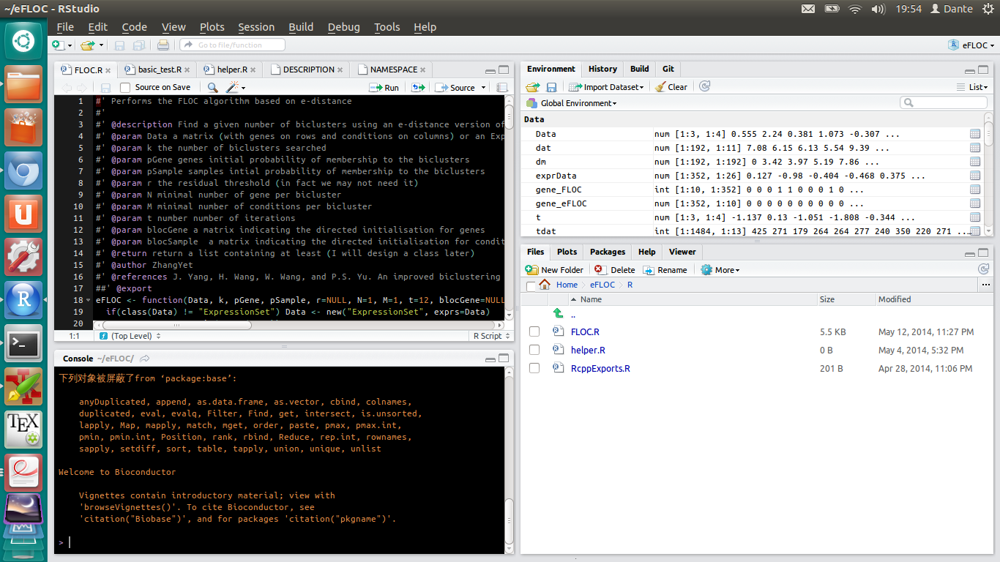 ~/eFLOC - RStudio
19:54 Dante
File Edit Code View Plots Session Build Debug Tools Help
Go to file/function
eFLOC
FLOC.R basic_test.R helper.R DESCRIPTION NAMESPACE
Source on Save Run Source
1 #' Performs the FLOC algorithm based on e-distance
2 #'
3 #' @description Find a given number of biclusters using an e-distance version of
4 #' @param Data a matrix (with genes on rows and conditions on columns) or an Exp
5 #' @param k the number of biclusters searched
6 #' @param pGene genes initial probability of membership to the biclusters
7 #' @param pSample samples intial probability of membership to the biclusters
8 #' @param r the residual threshold (in fact we may not need it)
9 #' @param N minimal number of gene per bicluster
10 #' @param M minimal number of conditions per bicluster
11 #' @param t number number of iterations
12 #' @param blocGene a matrix indicating the directed initialisation for genes
13 #' @param blocSample  a matrix indicating the directed initialisation for condit
14 #' @return return a list containing at least (I will design a class later)
15 #' @author ZhangYet
16 #' @references J. Yang, H. Wang, W. Wang, and P.S. Yu. An improved biclustering
17 ##' @export
18 eFLOC <- function(Data, k, pGene, pSample, r=NULL, N=1, M=1, t=12, blocGene=NULL
19   if(class(Data) != "ExpressionSet") Data <- new("ExpressionSet", exprs=Data)
20
1:1 (Top Level) R Script
Console ~/eFLOC/
下列对象被屏蔽了from ‘package:base’:
anyDuplicated, append, as.data.frame, as.vector, cbind, colnames,
duplicated, eval, evalq, Filter, Find, get, intersect, is.unsorted,
lapply, Map, mapply, match, mget, order, paste, pmax, pmax.int,
pmin, pmin.int, Position, rank, rbind, Reduce, rep.int, rownames,
sapply, setdiff, sort, table, tapply, union, unique, unlist
Welcome to Bioconductor
Vignettes contain introductory material; view with
'browseVignettes()'. To cite Bioconductor, see
'citation("Biobase")', and for packages 'citation("pkgname")'.
>
Environment History Build Git
Import Dataset Clear List
Global Environment
Data
Data num [1:3, 1:4] 0.555 2.24 0.381 1.073 -0.307 ...
dat num [1:192, 1:11] 7.08 6.15 6.13 5.54 9.39 ...
dm num [1:192, 1:192] 0 3.42 3.97 5.19 7.86 ...
exprData num [1:352, 1:26] 0.127 -0.98 -0.404 -0.468 0.375 ...
gene_FLOC int [1:10, 1:352] 0 0 0 1 1 0 0 0 1 0 ...
gene_eFLOC num [1:352, 1:10] 0 0 0 0 0 0 0 0 0 0 ...
t num [1:3, 1:4] -1.137 0.13 -1.051 -1.808 -0.344 ...
tdat int [1:1484, 1:13] 425 271 179 264 264 277 240 350 220 271 ...
Files Plots Packages Help Viewer
New Folder Delete Rename More
Home eFLOC R ...
Name Size Modified
..
FLOC.R 5.5 KB May 12, 2014, 11:27 PM
helper.R 0 B May 4, 2014, 5:32 PM
RcppExports.R 201 B Apr 28, 2014, 11:06 PM
R
TEX